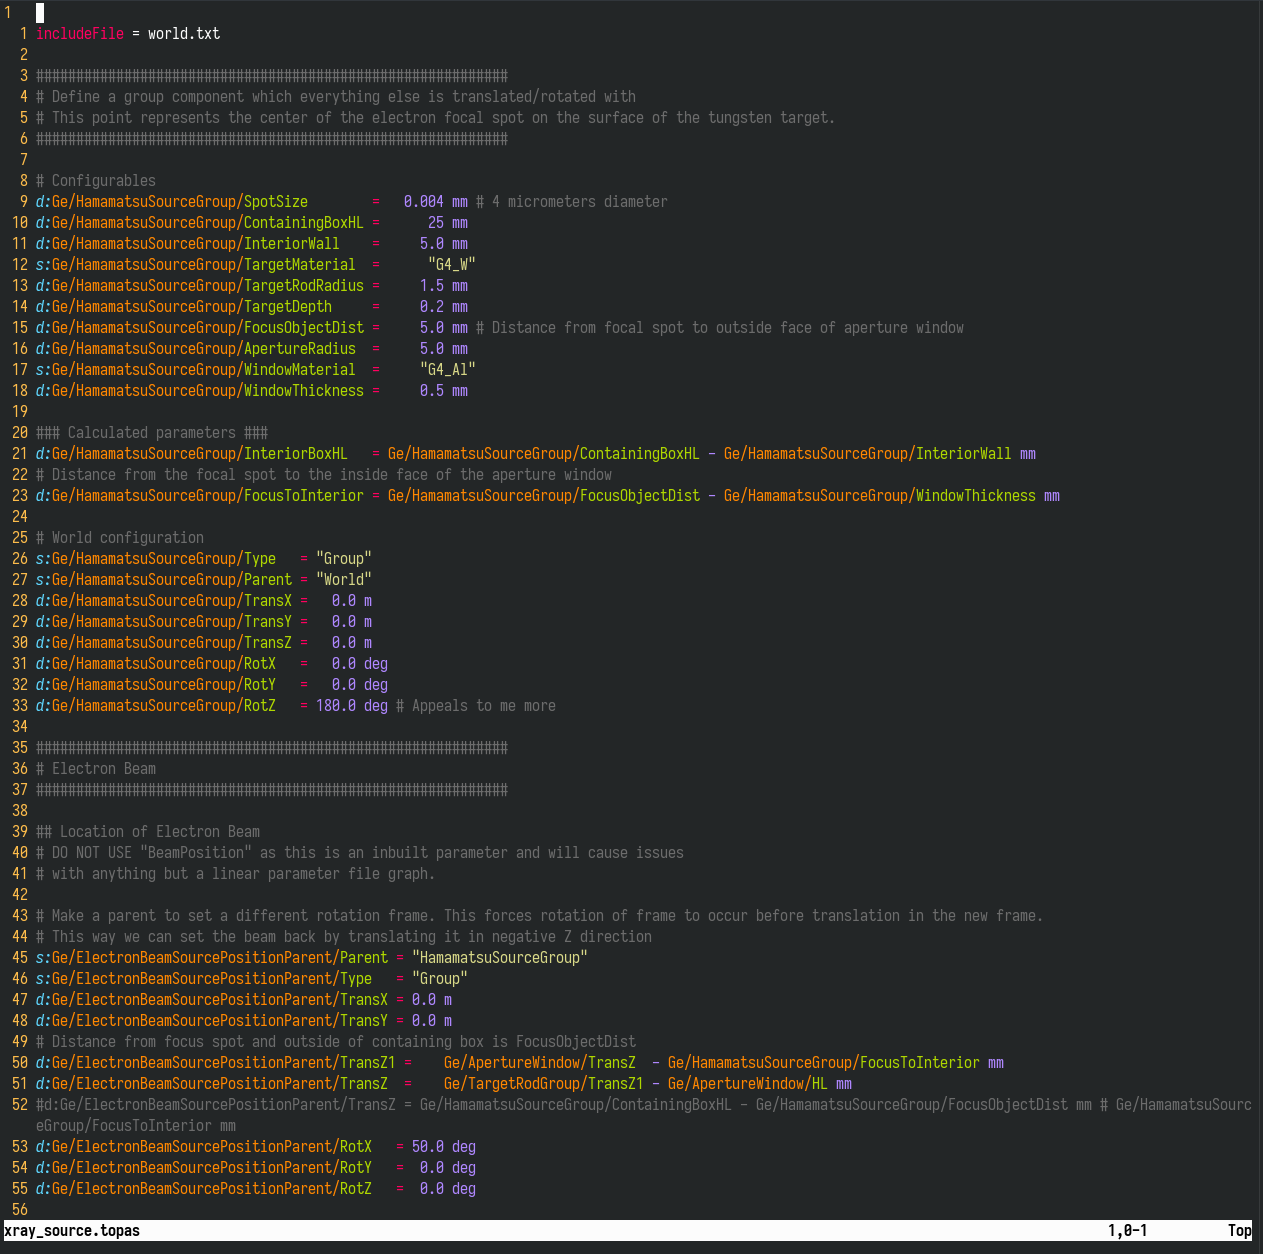 1
1 includeFile = world.txt
2
3 ###########################################################
4 # Define a group component which everything else is translated/rotated with
5 # This point represents the center of the electron focal spot on the surface of the tungsten target.
6 ###########################################################
7
8 # Configurables
9 d:Ge/HamamatsuSourceGroup/SpotSize        =   0.004 mm # 4 micrometers diameter
10 d:Ge/HamamatsuSourceGroup/ContainingBoxHL =      25 mm
11 d:Ge/HamamatsuSourceGroup/InteriorWall    =     5.0 mm
12 s:Ge/HamamatsuSourceGroup/TargetMaterial  =      "G4_W"
13 d:Ge/HamamatsuSourceGroup/TargetRodRadius =     1.5 mm
14 d:Ge/HamamatsuSourceGroup/TargetDepth     =     0.2 mm
15 d:Ge/HamamatsuSourceGroup/FocusObjectDist =     5.0 mm # Distance from focal spot to outside face of aperture window
16 d:Ge/HamamatsuSourceGroup/ApertureRadius  =     5.0 mm
17 s:Ge/HamamatsuSourceGroup/WindowMaterial  =     "G4_Al"
18 d:Ge/HamamatsuSourceGroup/WindowThickness =     0.5 mm
19
20 ### Calculated parameters ###
21 d:Ge/HamamatsuSourceGroup/InteriorBoxHL   = Ge/HamamatsuSourceGroup/ContainingBoxHL - Ge/HamamatsuSourceGroup/InteriorWall mm
22 # Distance from the focal spot to the inside face of the aperture window
23 d:Ge/HamamatsuSourceGroup/FocusToInterior = Ge/HamamatsuSourceGroup/FocusObjectDist - Ge/HamamatsuSourceGroup/WindowThickness mm
24
25 # World configuration
26 s:Ge/HamamatsuSourceGroup/Type   = "Group"
27 s:Ge/HamamatsuSourceGroup/Parent = "World"
28 d:Ge/HamamatsuSourceGroup/TransX =   0.0 m
29 d:Ge/HamamatsuSourceGroup/TransY =   0.0 m
30 d:Ge/HamamatsuSourceGroup/TransZ =   0.0 m
31 d:Ge/HamamatsuSourceGroup/RotX   =   0.0 deg
32 d:Ge/HamamatsuSourceGroup/RotY   =   0.0 deg
33 d:Ge/HamamatsuSourceGroup/RotZ   = 180.0 deg # Appeals to me more
34
35 ###########################################################
36 # Electron Beam
37 ###########################################################
38
39 ## Location of Electron Beam
40 # DO NOT USE "BeamPosition" as this is an inbuilt parameter and will cause issues
41 # with anything but a linear parameter file graph.
42
43 # Make a parent to set a different rotation frame. This forces rotation of frame to occur before translation in the new frame.
44 # This way we can set the beam back by translating it in negative Z direction
45 s:Ge/ElectronBeamSourcePositionParent/Parent = "HamamatsuSourceGroup"
46 s:Ge/ElectronBeamSourcePositionParent/Type   = "Group"
47 d:Ge/ElectronBeamSourcePositionParent/TransX = 0.0 m
48 d:Ge/ElectronBeamSourcePositionParent/TransY = 0.0 m
49 # Distance from focus spot and outside of containing box is FocusObjectDist
50 d:Ge/ElectronBeamSourcePositionParent/TransZ1 =    Ge/ApertureWindow/TransZ  - Ge/HamamatsuSourceGroup/FocusToInterior mm
51 d:Ge/ElectronBeamSourcePositionParent/TransZ  =    Ge/TargetRodGroup/TransZ1 - Ge/ApertureWindow/HL mm
52 #d:Ge/ElectronBeamSourcePositionParent/TransZ = Ge/HamamatsuSourceGroup/ContainingBoxHL - Ge/HamamatsuSourceGroup/FocusObjectDist mm # Ge/HamamatsuSourc
eGroup/FocusToInterior mm
53 d:Ge/ElectronBeamSourcePositionParent/RotX   = 50.0 deg
54 d:Ge/ElectronBeamSourcePositionParent/RotY   =  0.0 deg
55 d:Ge/ElectronBeamSourcePositionParent/RotZ   =  0.0 deg
56
xray_source.topas 1,0-1 Top